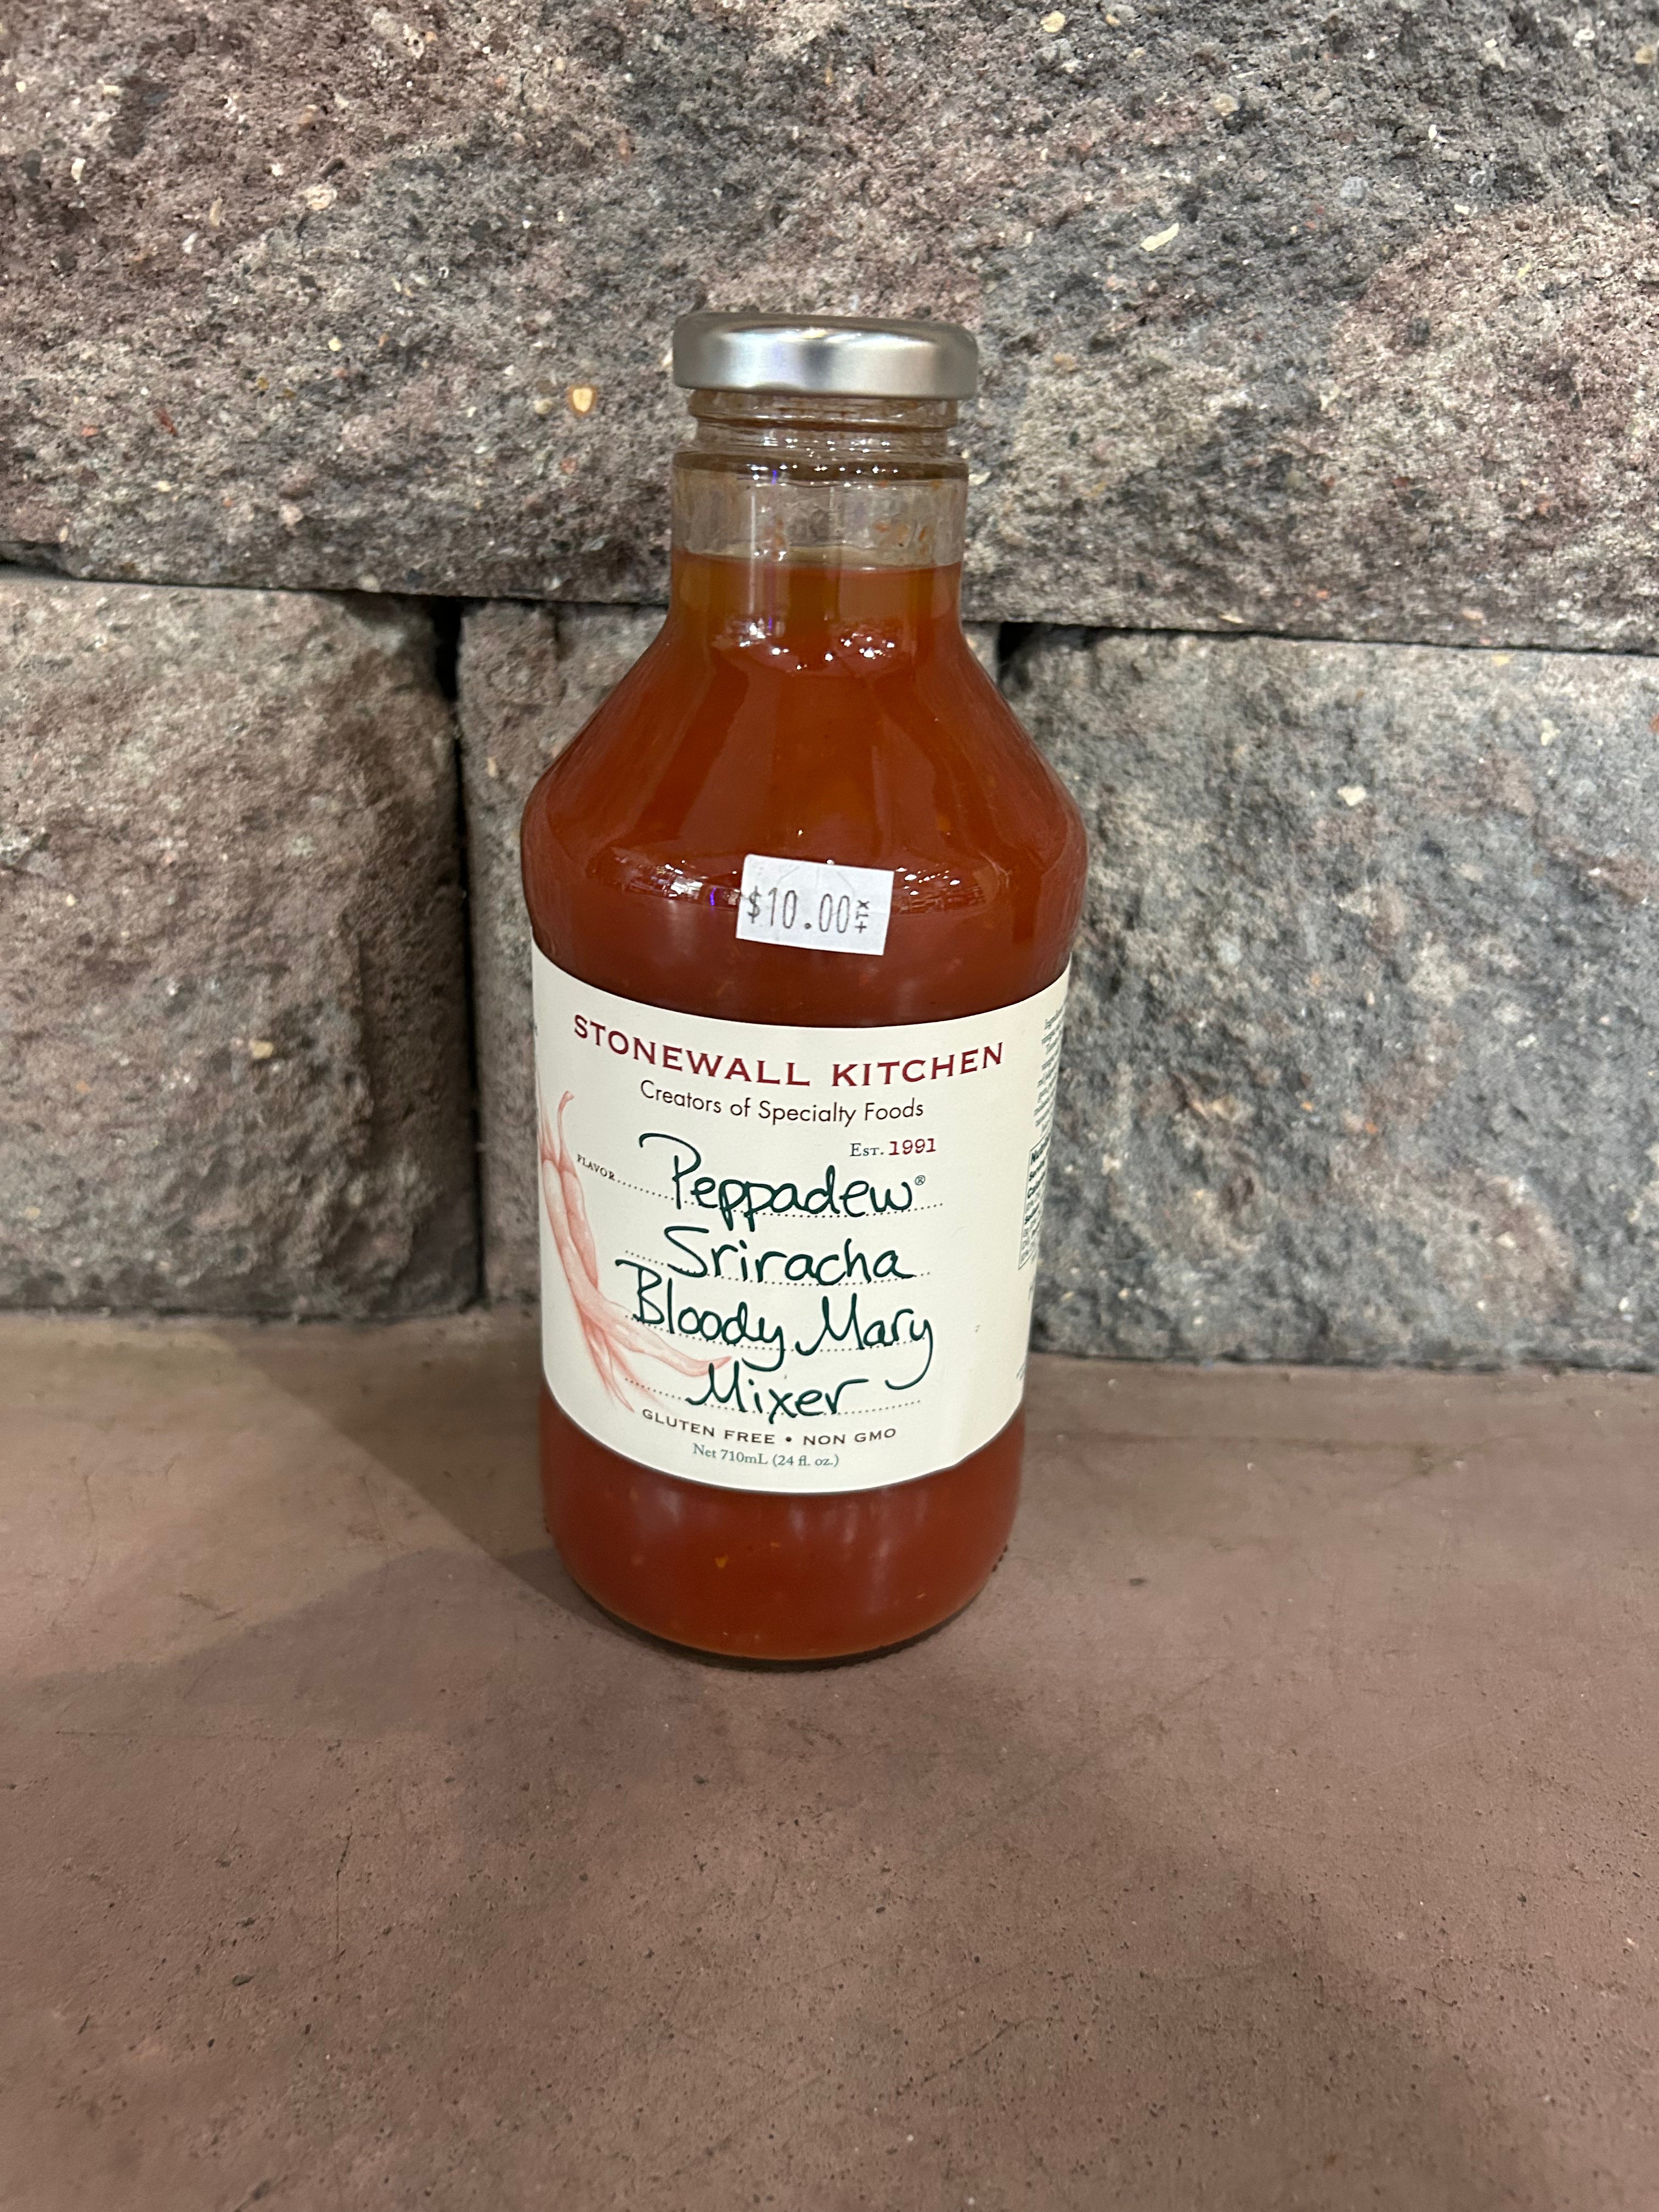 $10.00+TX
STONEWALL KITCHEN
Creators of Specialty Foods
EST. 1991
FLAVOR
Peppadew®
Sriracha
Bloody Mary
Mixer
GLUTEN FREE • NON GMO
Net 710mL (24 fl. oz.)